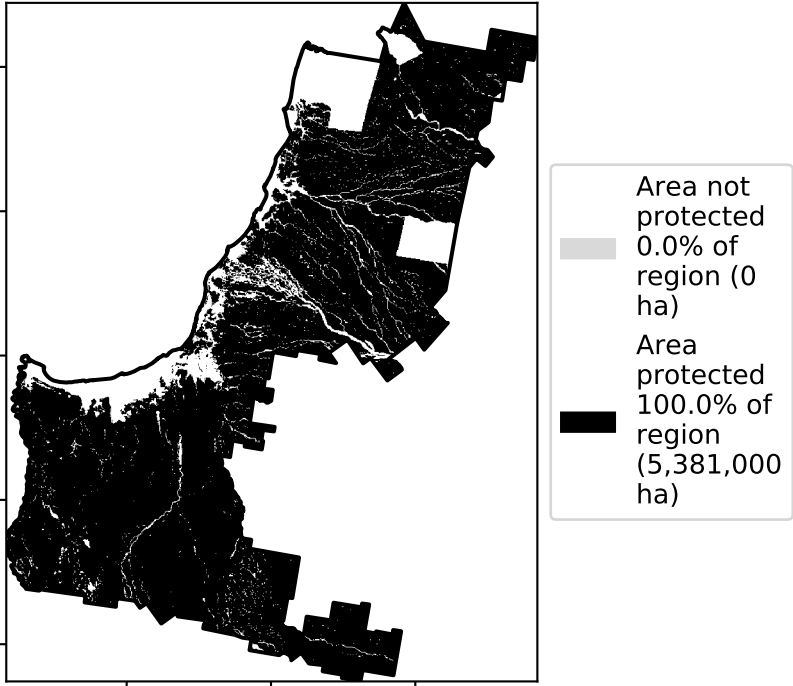 Area not
protected
0.0% of
region (0
ha)
Area
protected
100.0% of
region
(5,381,000
ha)